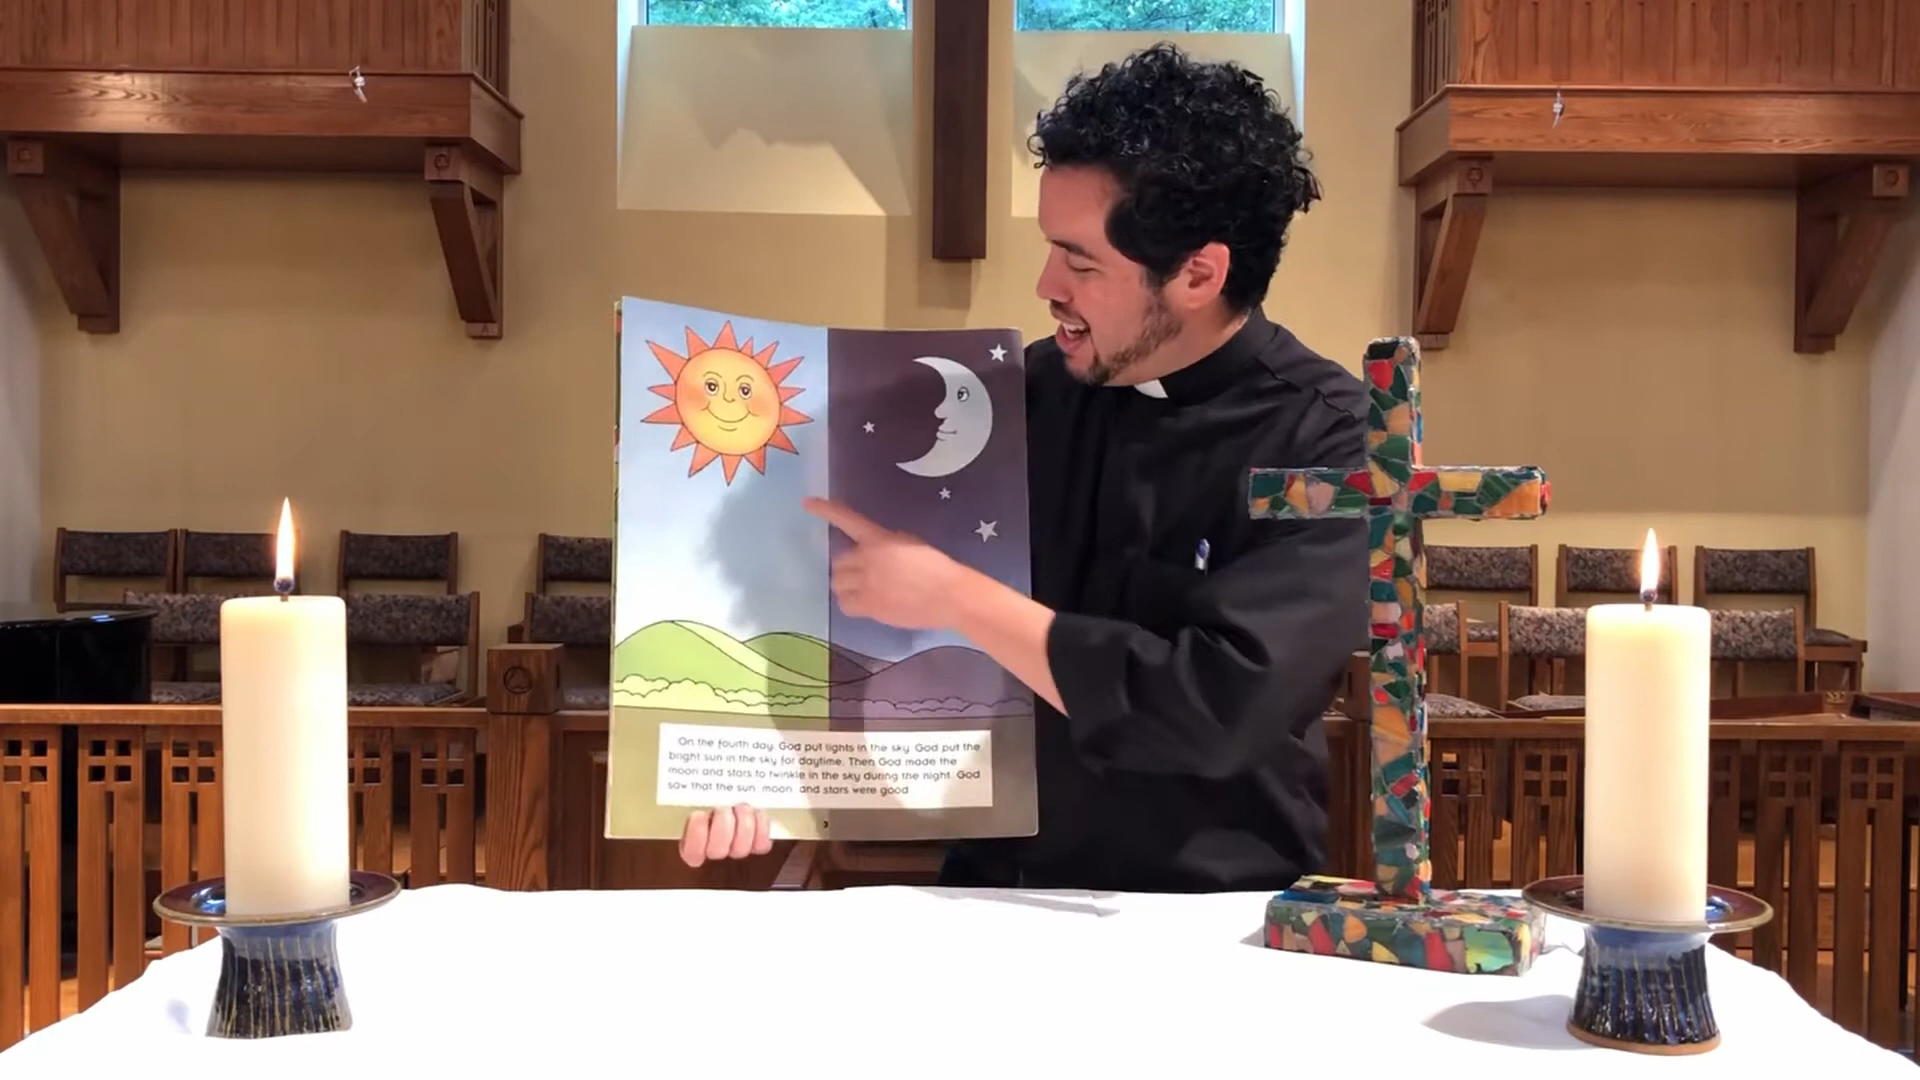 On the fourth day, God put lights in the sky. God put the
bright sun in the sky for daytime. Then God made the
moon and stars to twinkle in the sky during the night. God
saw that the sun, moon, and stars were good.
3